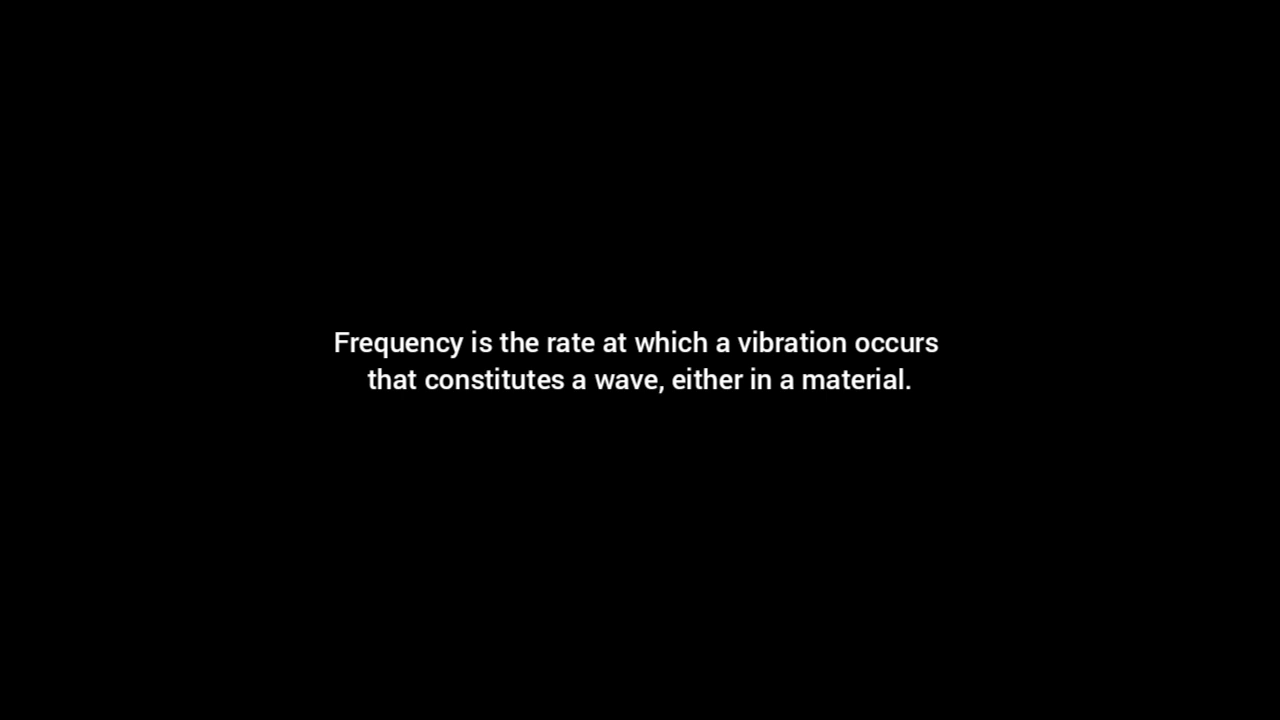 Frequency is the rate at which a vibration occurs
that constitutes a wave, either in a material.